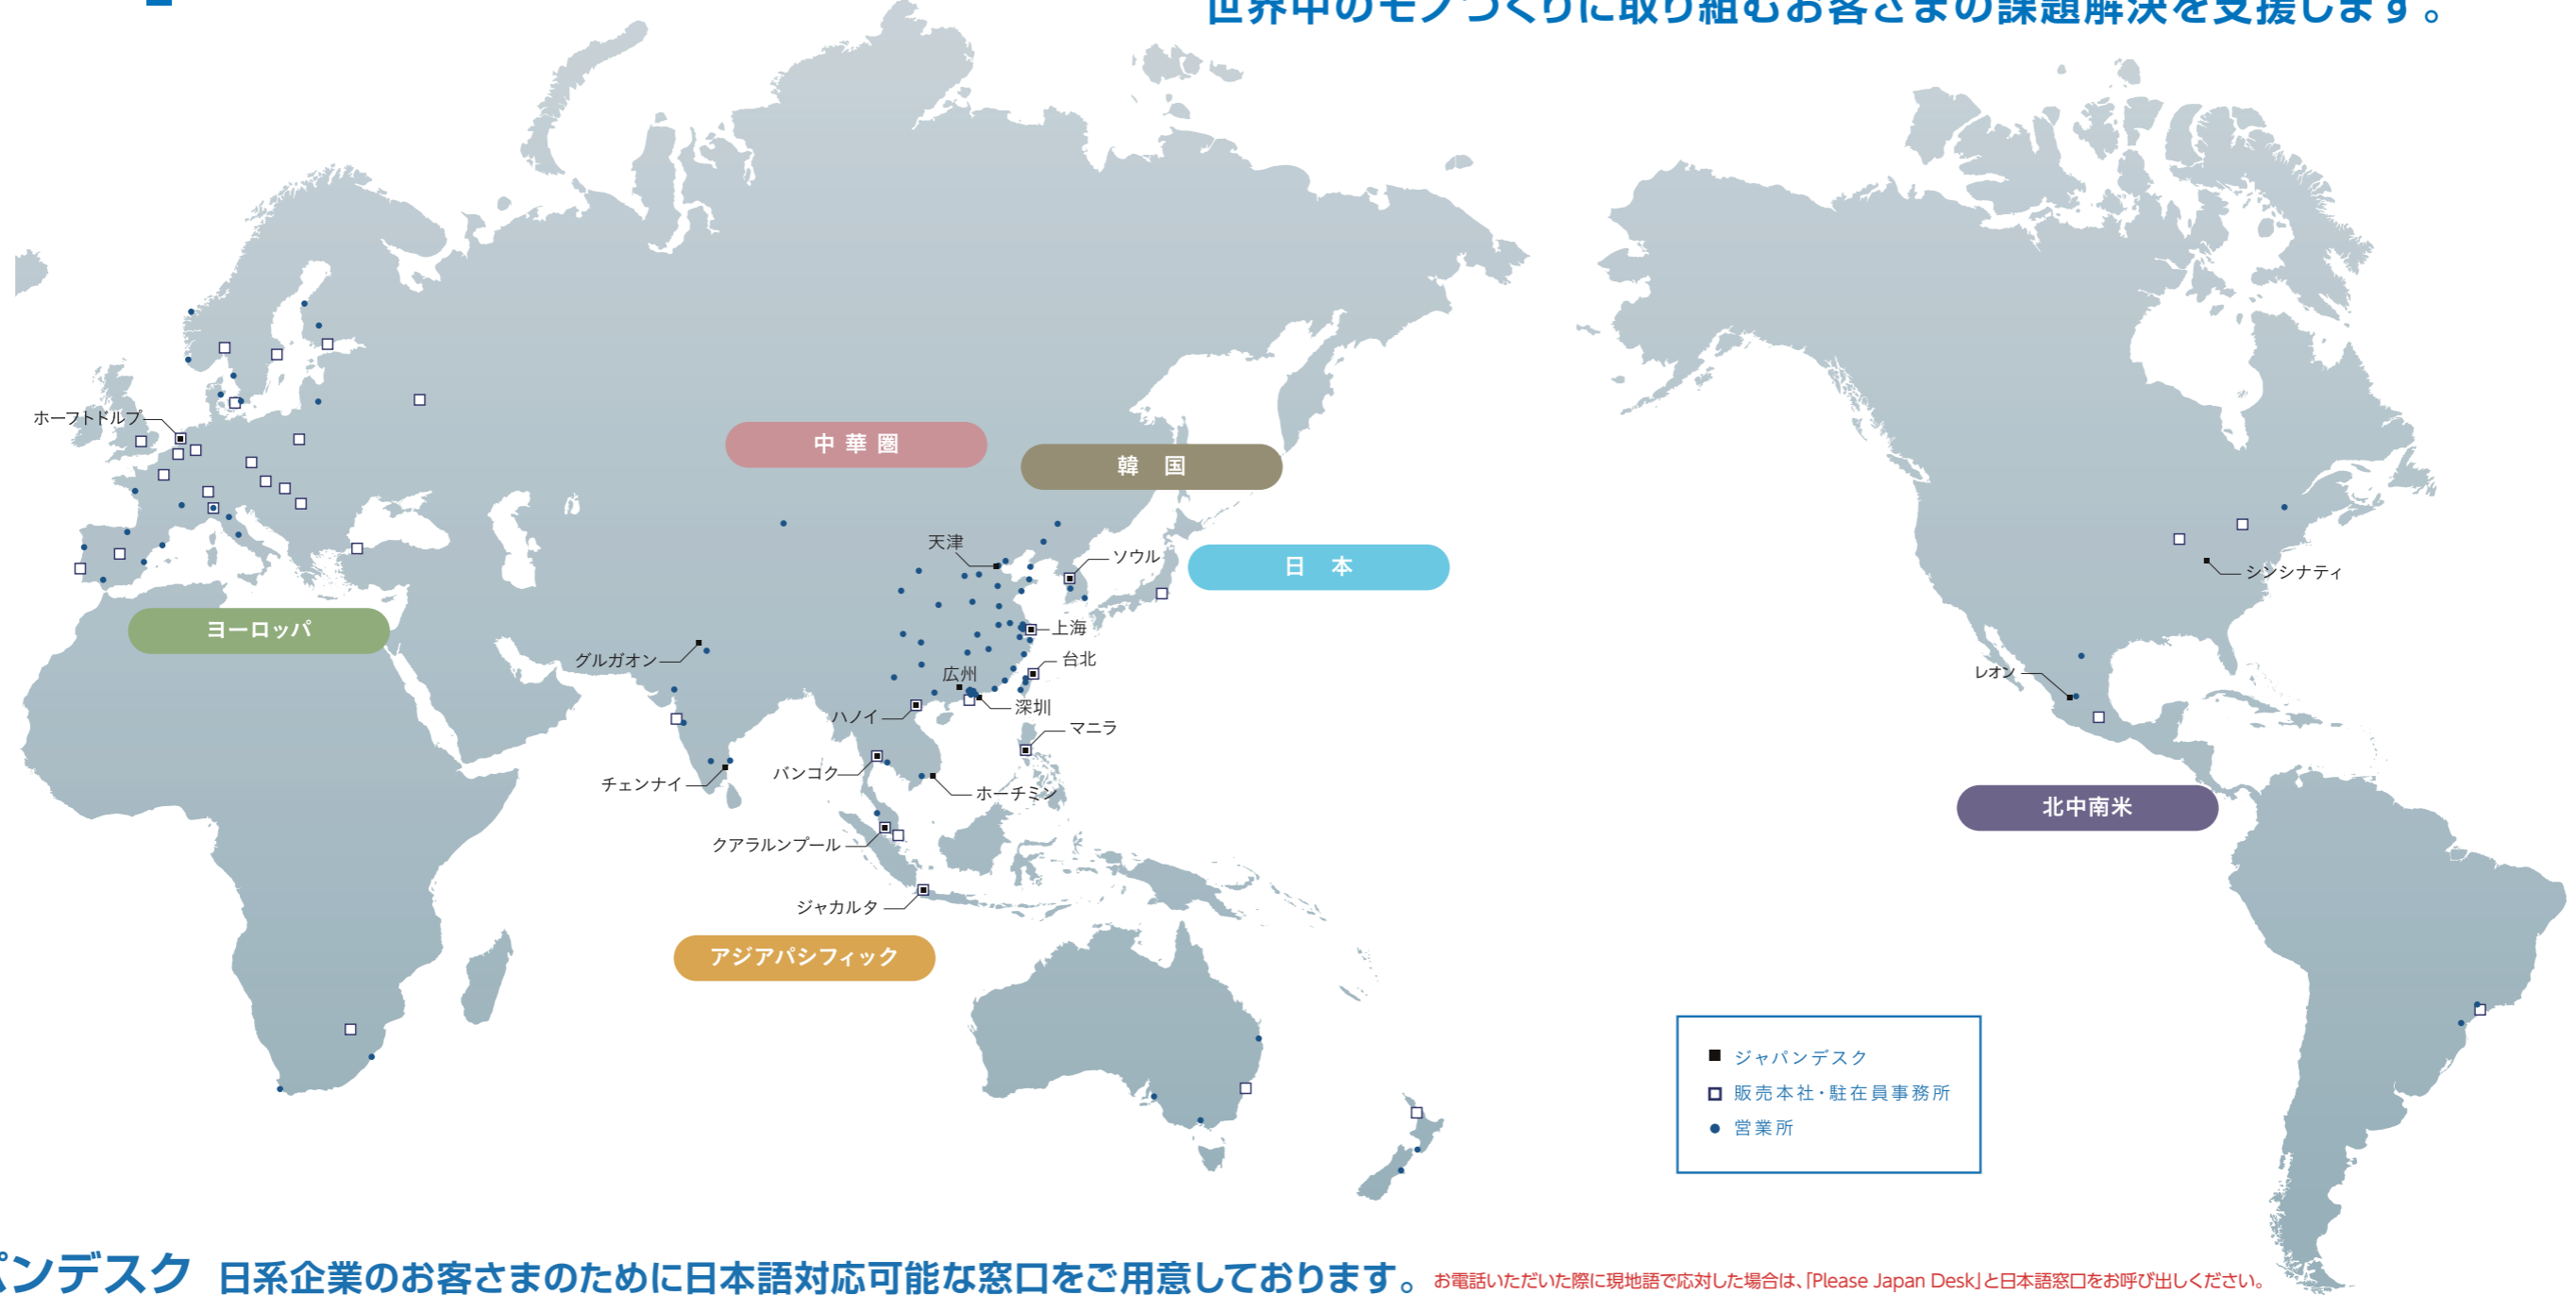 世界中のモノづくりに取り組むお客さまの課題解決を支援します。
ホーフトドルプ
中華圏
韓国
天津
ソウル
日本
シンシナティ
ヨーロッパ
上海
グルガオン
台北
広州
レオン
深圳
ハノイ
マニラ
バンコク
チェンナイ
ホーチミン
北中南米
クアラルンプール
ジャカルタ
アジアパシフィック
ジャパンデスク
販売本社・駐在員事務所
営業所
パンデスク 日系企業のお客さまのために日本語対応可能な窓口をご用意しております。 お電話いただいた際に現地語で応対した場合は、「Please Japan Desk」と日本語窓口をお呼び出しください。